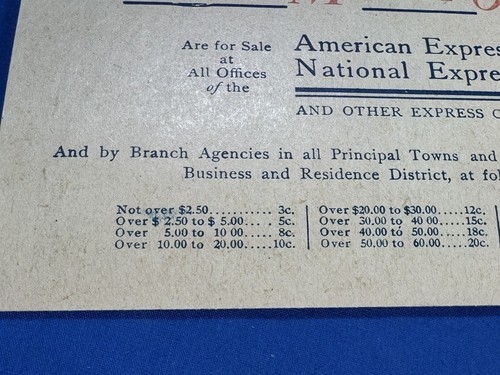 Are for Sale
at
All Offices
of the
American Expres
National Expre
AND OTHER EXPRESS C
And by Branch Agencies in all Principal Towns and
Business and Residence District, at fol
Not over $2.50........... 3c.
Over $ 2.50 to $ 5.00... 5c.
Over 5.00 to 10 00..... 8c.
Over 10.00 to 20.00....10c.
Over $20.00 to $30.00.....12c.
Over 30.00 to 40 00.....15c.
Over 40.00 to 50.00.....18c.
Over 50.00 to 60.00.....20c.